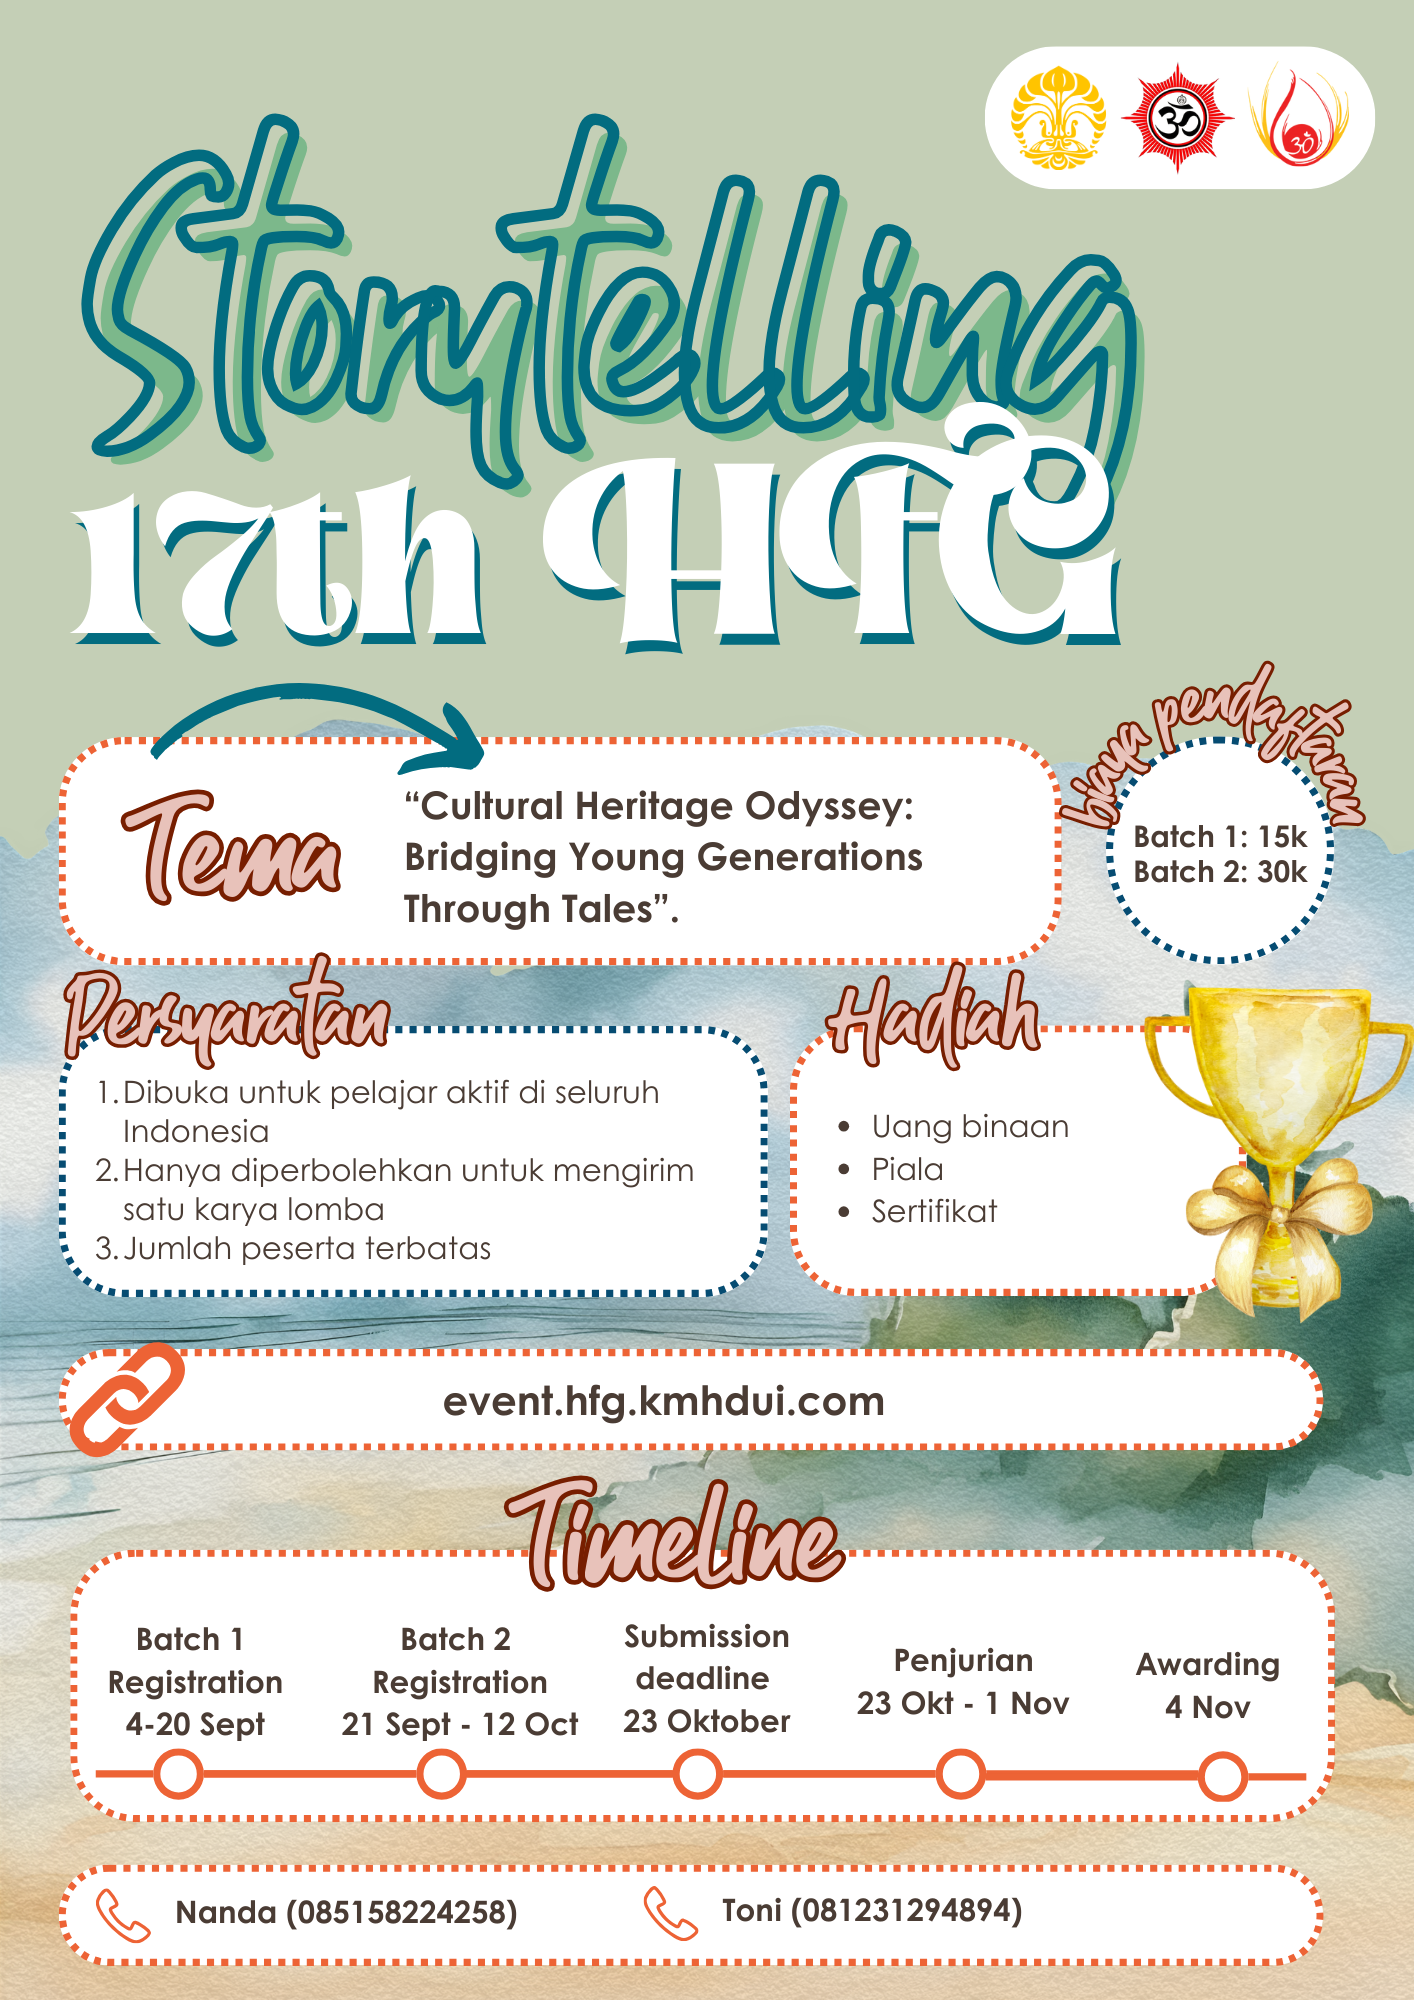 Storytelling
17th HFG
Tema
“Cultural Heritage Odyssey:
Bridging Young Generations
Through Tales”.
biaya pendaftaran
Batch 1: 15k
Batch 2: 30k
Persyaratan
1. Dibuka untuk pelajar aktif di seluruh
Indonesia
2. Hanya diperbolehkan untuk mengirim
satu karya lomba
3. Jumlah peserta terbatas
Hadiah
• Uang binaan
• Piala
• Sertifikat
event.hfg.kmhdui.com
Timeline
Batch 1
Registration
4-20 Sept
Batch 2
Registration
21 Sept - 12 Oct
Submission
deadline
23 Oktober
Penjurian
23 Okt - 1 Nov
Awarding
4 Nov
Nanda (085158224258)
Toni (081231294894)